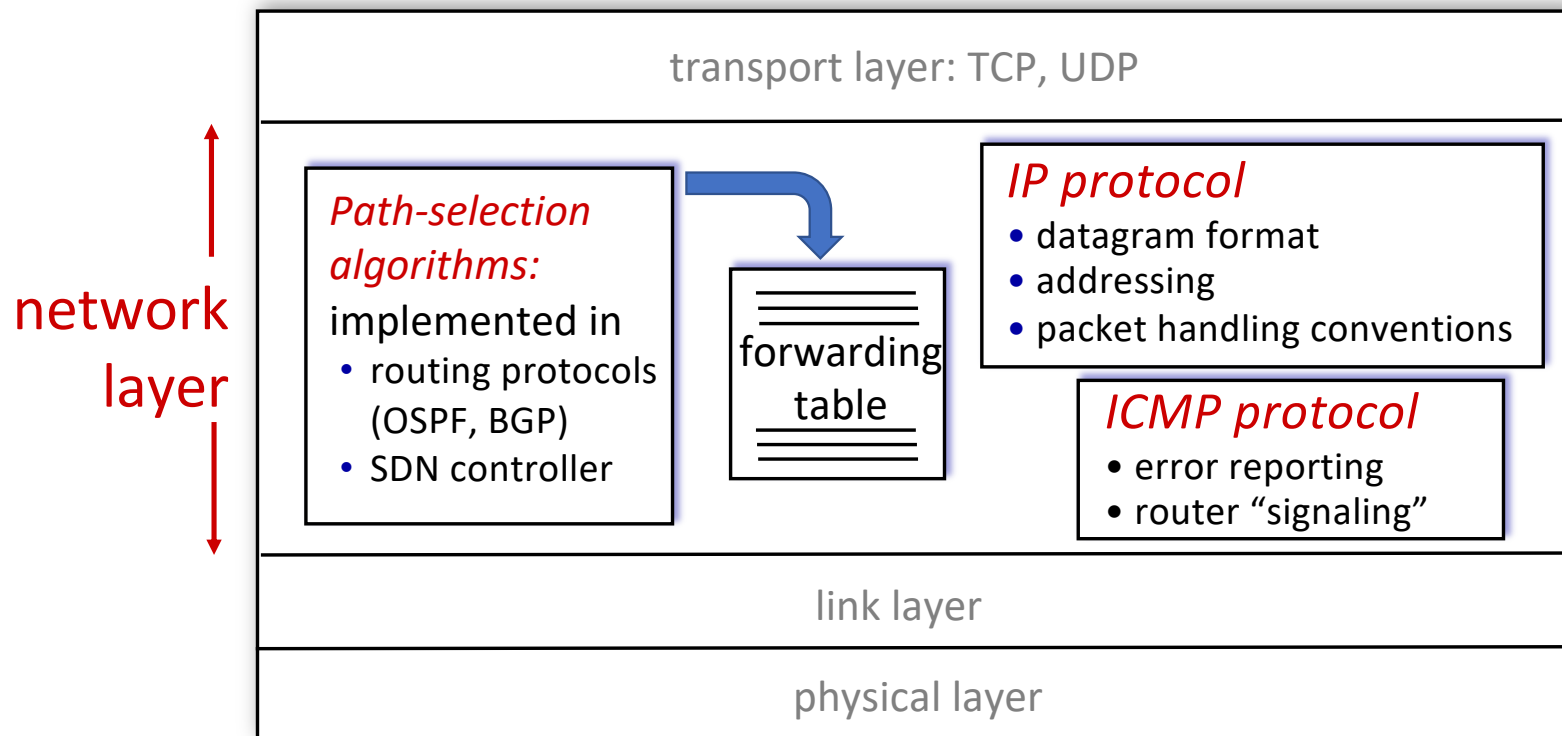 transport layer: TCP, UDP
network
layer
Path-selection
algorithms:
implemented in
• routing protocols
(OSPF, BGP)
• SDN controller
forwarding
table
IP protocol
• datagram format
• addressing
• packet handling conventions
ICMP protocol
• error reporting
• router “signaling”
link layer
physical layer